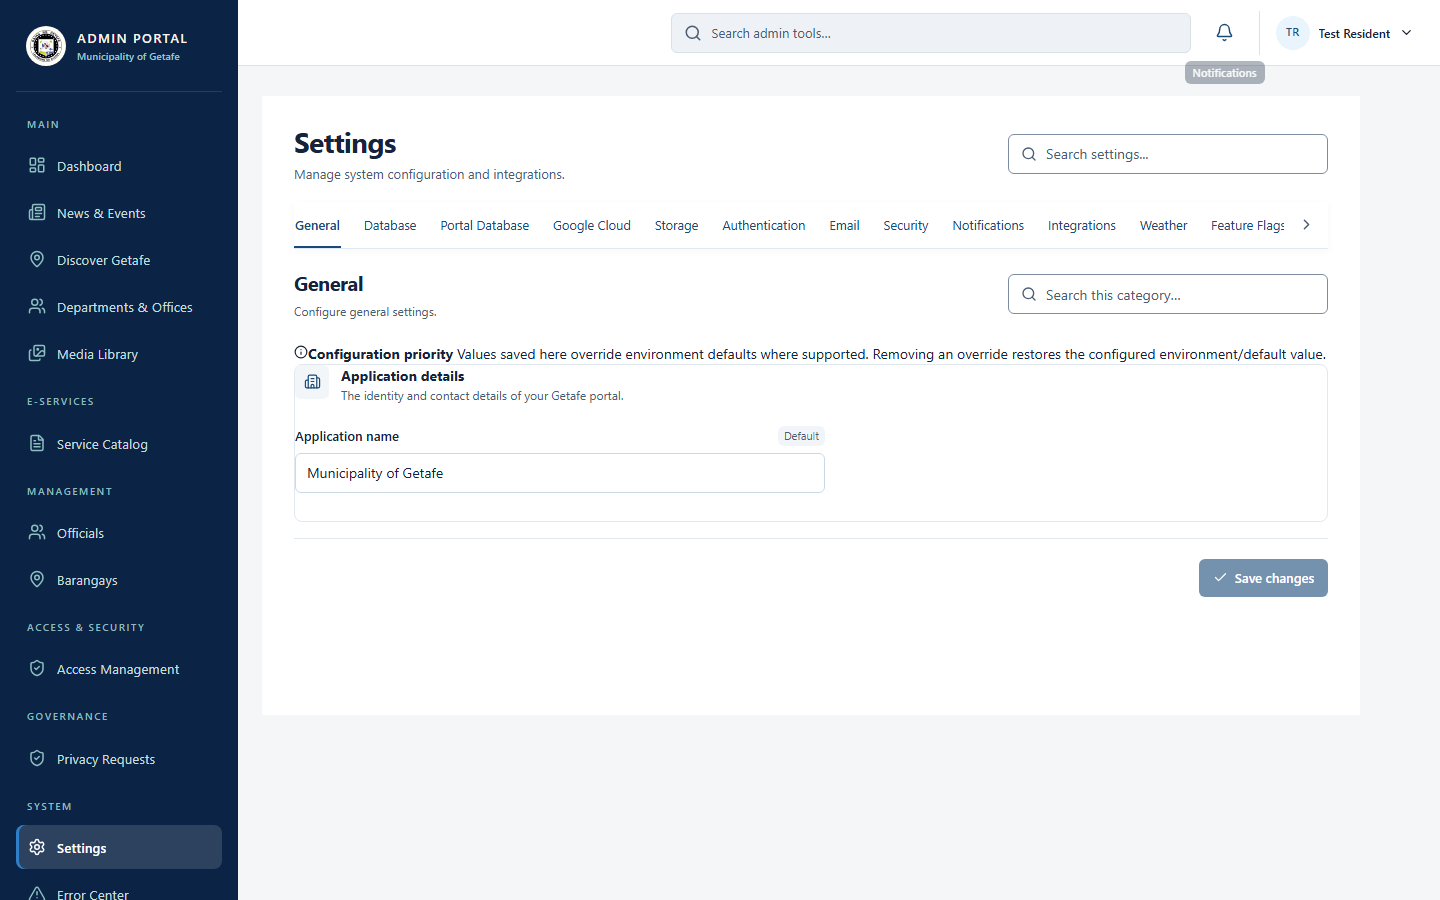 ADMIN PORTAL
Municipality of Getafe
MAIN
Dashboard
News & Events
Discover Getafe
Departments & Offices
Media Library
E-SERVICES
Service Catalog
MANAGEMENT
Officials
Barangays
ACCESS & SECURITY
Access Management
GOVERNANCE
Privacy Requests
SYSTEM
Settings
Error Center
Search admin tools...
TR
Test Resident
Notifications
Settings
Manage system configuration and integrations.
Search settings...
General Database Portal Database Google Cloud Storage Authentication Email Security Notifications Integrations Weather Feature Flags
General
Configure general settings.
Search this category...
Configuration priority Values saved here override environment defaults where supported. Removing an override restores the configured environment/default value.
Application details
The identity and contact details of your Getafe portal.
Application name
Default
Municipality of Getafe
Save changes